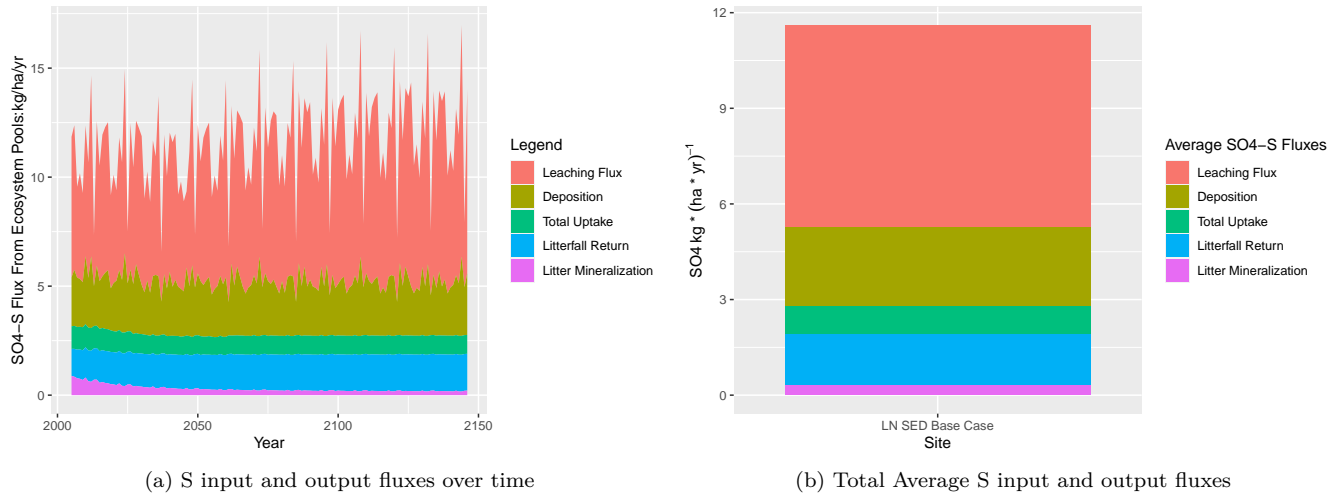 SO4−S Flux From Ecosystem Pools:kg/ha/yr
15
10
5
0
2000 2050 2100 2150
Year
Legend
Leaching Flux
Deposition
Total Uptake
Litterfall Return
Litter Mineralization
(a) S input and output fluxes over time
SO4 kg * (ha * yr)⁻¹
12
9
6
3
0
LN SED Base Case
Site
Average SO4−S Fluxes
Leaching Flux
Deposition
Total Uptake
Litterfall Return
Litter Mineralization
(b) Total Average S input and output fluxes